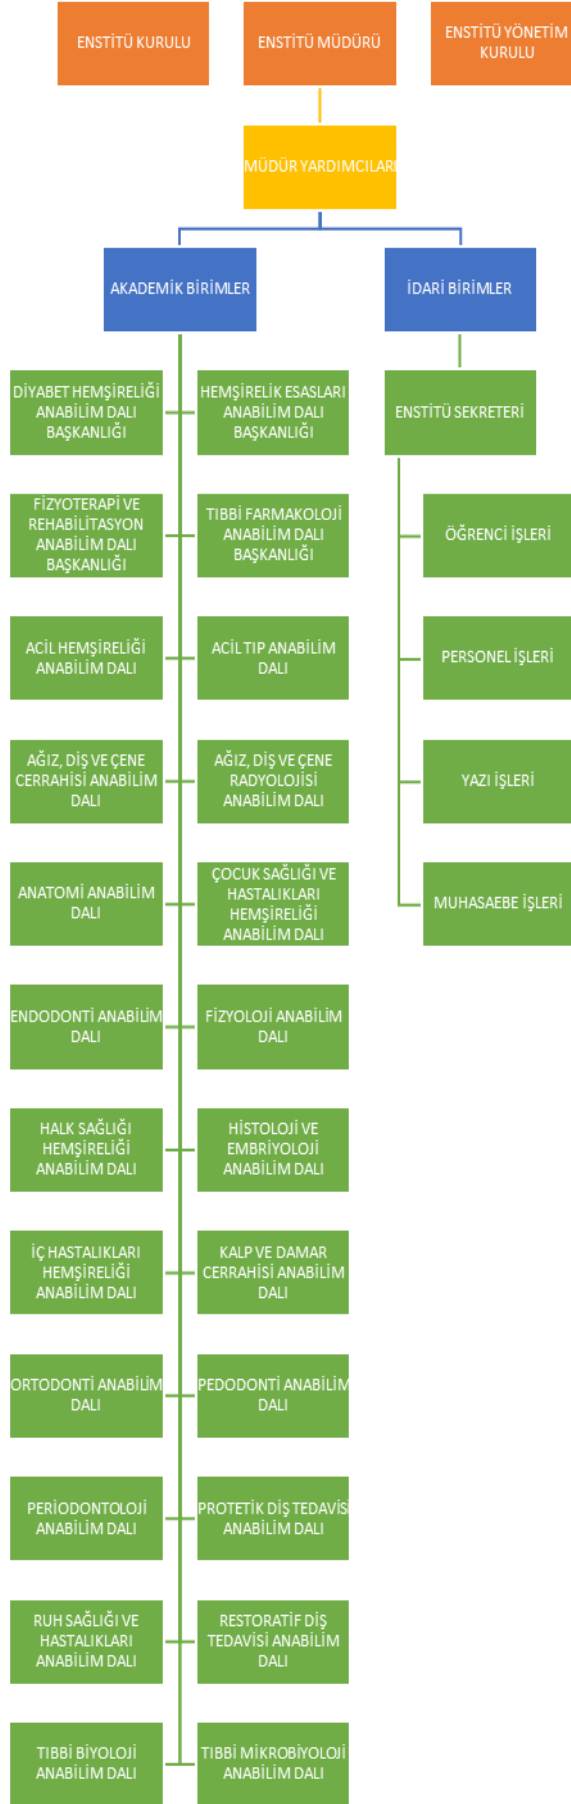 ENSTİTÜ KURULU
ENSTİTÜ MÜDÜRÜ
ENSTİTÜ YÖNETİM
KURULU
MÜDÜR YARDIMCILARI
AKADEMİK BİRİMLER
İDARİ BİRİMLER
DİYABET HEMŞİRELİĞİ
ANABİLİM DALI
BAŞKANLIĞI
HEMŞİRELİK ESASLARI
ANABİLİM DALI
BAŞKANLIĞI
ENSTİTÜ SEKRETERİ
FİZYOTERAPİ VE
REHABİLİTASYON
ANABİLİM DALI
BAŞKANLIĞI
TIBBİ FARMAKOLOJİ
ANABİLİM DALI
BAŞKANLIĞI
ÖĞRENCİ İŞLERİ
ACİL HEMŞİRELİĞİ
ANABİLİM DALI
ACİL TIP ANABİLİM
DALI
PERSONEL İŞLERİ
AĞIZ, DİŞ VE ÇENE
CERRAHİSİ ANABİLİM
DALI
AĞIZ, DİŞ VE ÇENE
RADYOLOJİSİ
ANABİLİM DALI
YAZI İŞLERİ
ANATOMİ ANABİLİM
DALI
ÇOCUK SAĞLIĞI VE
HASTALIKLARI
HEMŞİRELİĞİ
ANABİLİM DALI
MUHASAEBE İŞLERİ
ENDODONTİ ANABİLİM
DALI
FİZYOLOJİ ANABİLİM
DALI
HALK SAĞLIĞI
HEMŞİRELİĞİ
ANABİLİM DALI
HİSTOLOJİ VE
EMBRİYOLOJİ
ANABİLİM DALI
İÇ HASTALIKLARI
HEMŞİRELİĞİ
ANABİLİM DALI
KALP VE DAMAR
CERRAHİSİ ANABİLİM
DALI
ORTODONTİ ANABİLİM
DALI
PEDODONTİ ANABİLİM
DALI
PERİODONTOLOJİ
ANABİLİM DALI
PROTETİK DİŞ TEDAVİSİ
ANABİLİM DALI
RUH SAĞLIĞI VE
HASTALIKLARI
ANABİLİM DALI
RESTORATİF DİŞ
TEDAVİSİ ANABİLİM
DALI
TIBBİ BİYOLOJİ
ANABİLİM DALI
TIBBİ MİKROBİYOLOJİ
ANABİLİM DALI